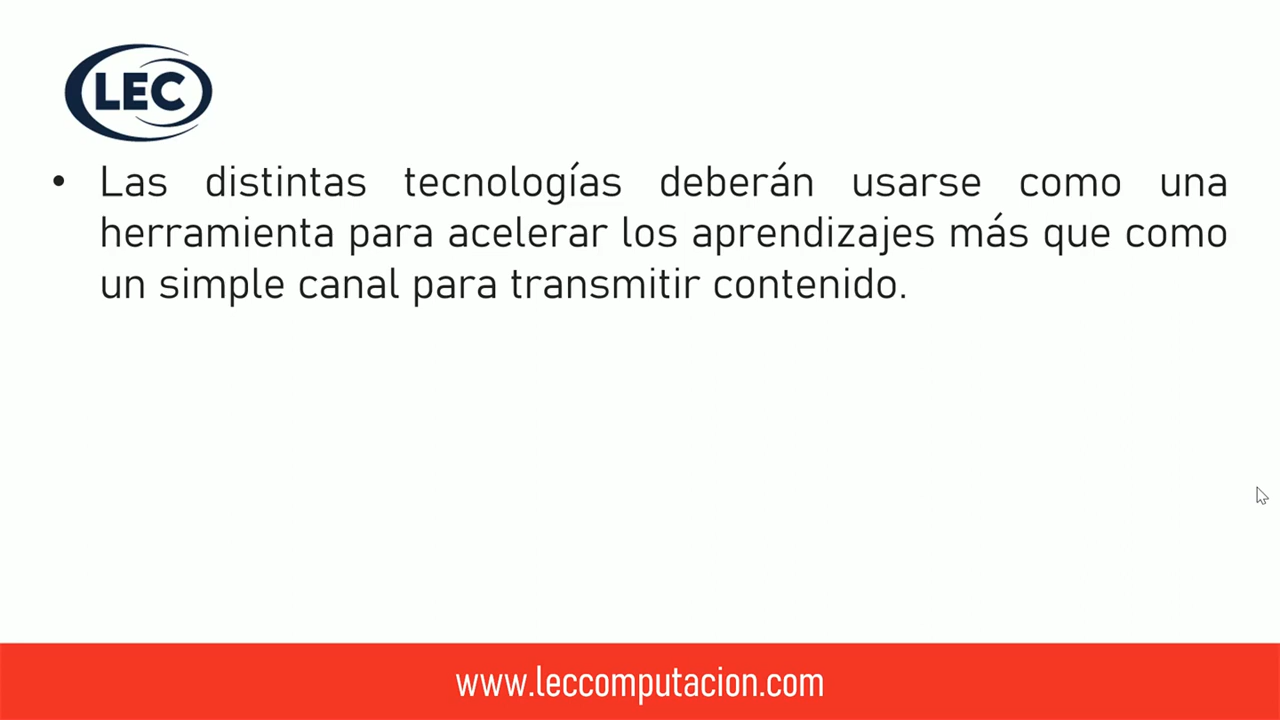 LEC
• Las distintas tecnologías deberán usarse como una
herramienta para acelerar los aprendizajes más que como
un simple canal para transmitir contenido.
www.leccomputacion.com